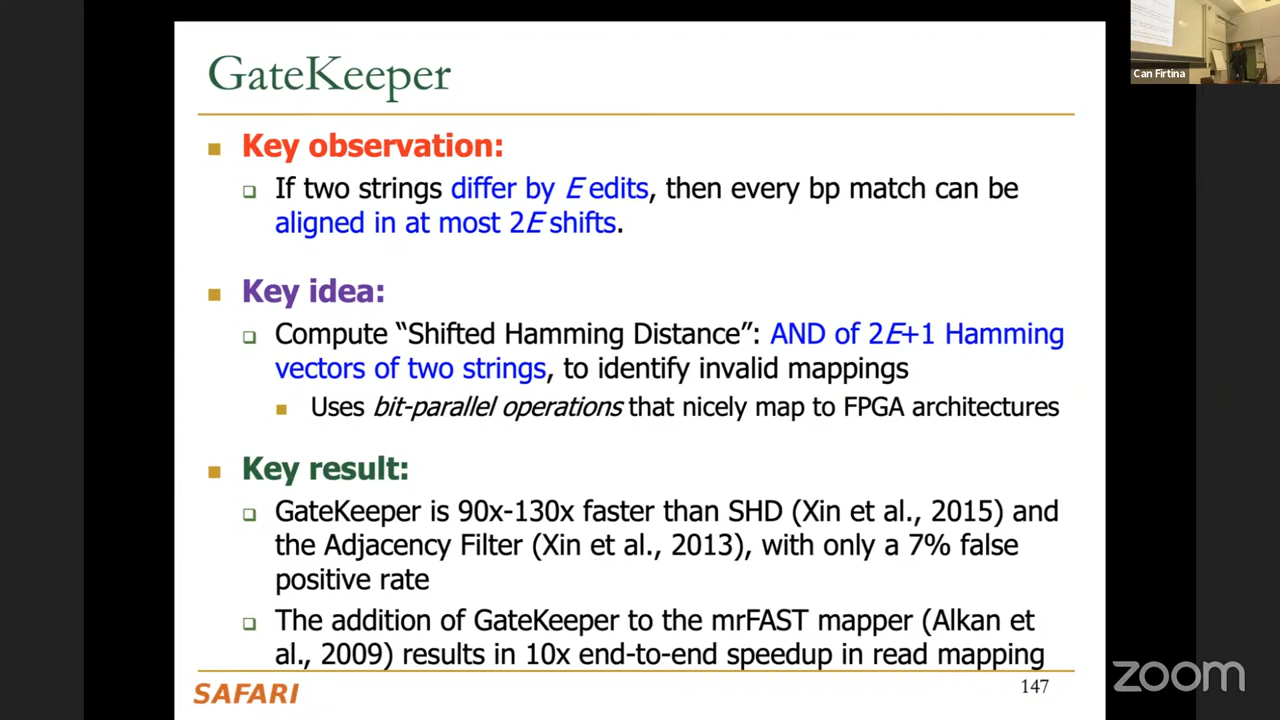 GateKeeper
Can Firtina
Key observation:
If two strings differ by E edits, then every bp match can be
aligned in at most 2E shifts.
Key idea:
Compute “Shifted Hamming Distance”: AND of 2E+1 Hamming
vectors of two strings, to identify invalid mappings
Uses bit-parallel operations that nicely map to FPGA architectures
Key result:
GateKeeper is 90x-130x faster than SHD (Xin et al., 2015) and
the Adjacency Filter (Xin et al., 2013), with only a 7% false
positive rate
The addition of GateKeeper to the mrFAST mapper (Alkan et
al., 2009) results in 10x end-to-end speedup in read mapping
SAFARI
147
zoom